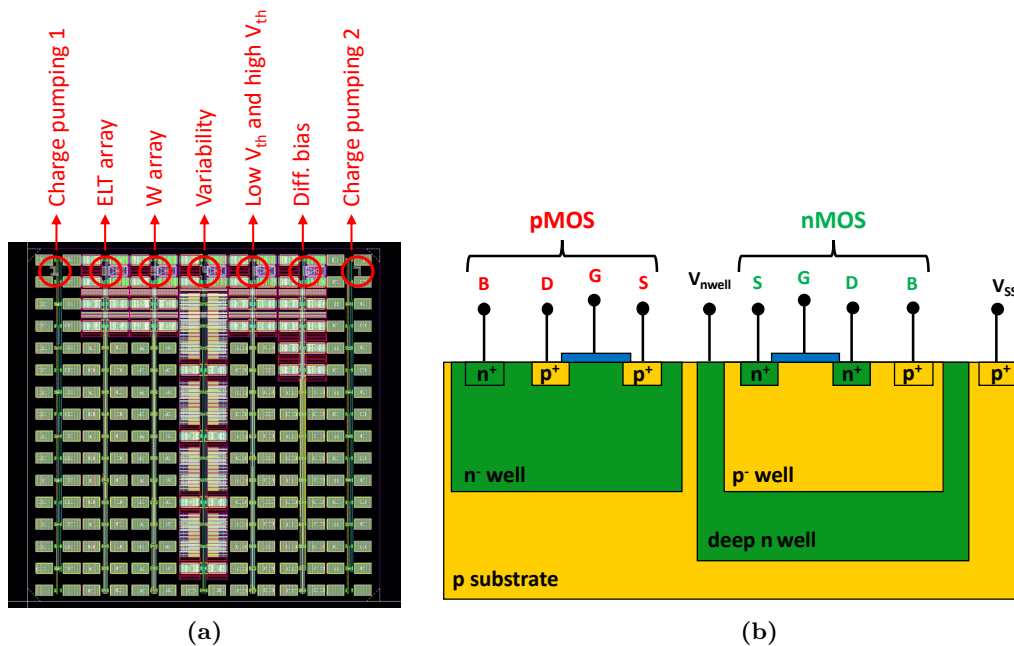 Charge pumping 1
ELT array
W array
Variability
Low Vth and high Vth
Diff. bias
Charge pumping 2
(a)
pMOS
nMOS
B
D
G
S
Vnwell
S
G
D
B
VSS
n+
p+
p+
n+
n+
p+
p+
n- well
p- well
deep n well
p substrate
(b)